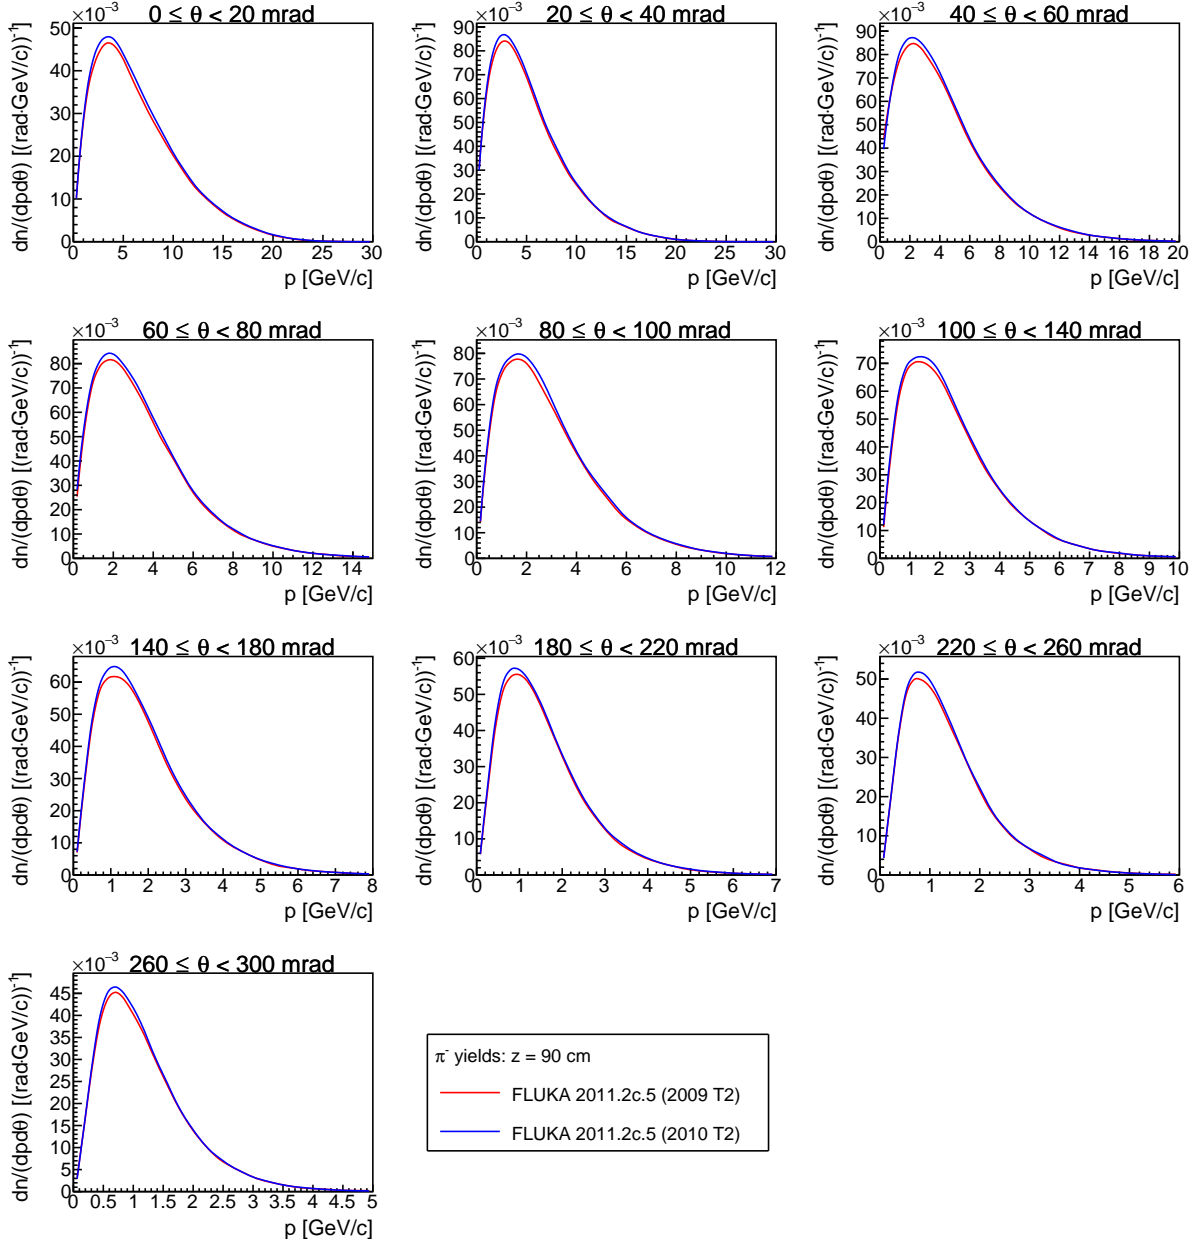 ×10⁻³ 0 ≤ θ < 20 mrad
dn/(dpdθ) [(rad·GeV/c)]⁻¹
50
40
30
20
10
0
0 5 10 15 20 25 30
p [GeV/c]
×10⁻³ 20 ≤ θ < 40 mrad
dn/(dpdθ) [(rad·GeV/c))⁻¹]
90
80
70
60
50
40
30
20
10
0
0 5 10 15 20 25 30
p [GeV/c]
×10⁻³ 40 ≤ θ < 60 mrad
dn/(dpdθ) [(rad·GeV/c))⁻¹]
90
80
70
60
50
40
30
20
10
0
0 2 4 6 8 10 12 14 16 18 20
p [GeV/c]
×10⁻³ 60 ≤ θ < 80 mrad
dn/(dpdθ) [(rad·GeV/c))⁻¹]
80
70
60
50
40
30
20
10
0
0 2 4 6 8 10 12 14
p [GeV/c]
×10⁻³ 80 ≤ θ < 100 mrad
dn/(dpdθ) [(rad·GeV/c))⁻¹]
80
70
60
50
40
30
20
10
0
0 2 4 6 8 10 12
p [GeV/c]
×10⁻³ 100 ≤ θ < 140 mrad
dn/(dpdθ) [(rad·GeV/c))⁻¹]
70
60
50
40
30
20
10
0
0 1 2 3 4 5 6 7 8 9 10
p [GeV/c]
×10⁻³ 140 ≤ θ < 180 mrad
dn/(dpdθ) [(rad·GeV/c))⁻¹]
60
50
40
30
20
10
0
0 1 2 3 4 5 6 7 8
p [GeV/c]
×10⁻³ 180 ≤ θ < 220 mrad
dn/(dpdθ) [(rad·GeV/c))⁻¹]
60
50
40
30
20
10
0
0 1 2 3 4 5 6 7
p [GeV/c]
×10⁻³ 220 ≤ θ < 260 mrad
dn/(dpdθ) [(rad·GeV/c))⁻¹]
50
40
30
20
10
0
0 1 2 3 4 5 6
p [GeV/c]
×10⁻³ 260 ≤ θ < 300 mrad
dn/(dpdθ) [(rad·GeV/c))⁻¹]
45
40
35
30
25
20
15
10
5
0
0 0.5 1 1.5 2 2.5 3 3.5 4 4.5 5
p [GeV/c]
π⁻ yields: z = 90 cm
FLUKA 2011.2c.5 (2009 T2)
FLUKA 2011.2c.5 (2010 T2)